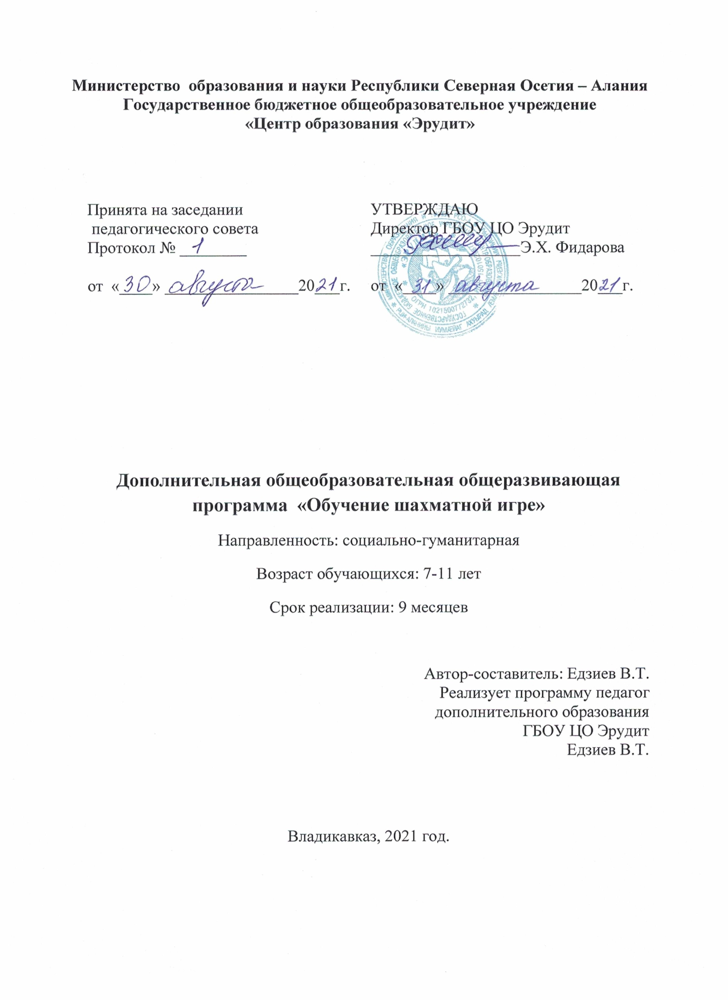 Министерство образования и науки Республики Северная Осетия – Алания
Государственное бюджетное общеобразовательное учреждение
«Центр образования «Эрудит»
Принята на заседании
педагогического совета
Протокол № 1
от «30» августа 2021 г.
УТВЕРЖДАЮ
Директор ГБОУ ЦО Эрудит
Э.Х. Фидарова
от «31» августа 2021 г.
ОГРН 1021500772732
Дополнительная общеобразовательная общеразвивающая
программа «Обучение шахматной игре»
Направленность: социально-гуманитарная
Возраст обучающихся: 7-11 лет
Срок реализации: 9 месяцев
Автор-составитель: Едзиев В.Т.
Реализует программу педагог
дополнительного образования
ГБОУ ЦО Эрудит
Едзиев В.Т.
Владикавказ, 2021 год.